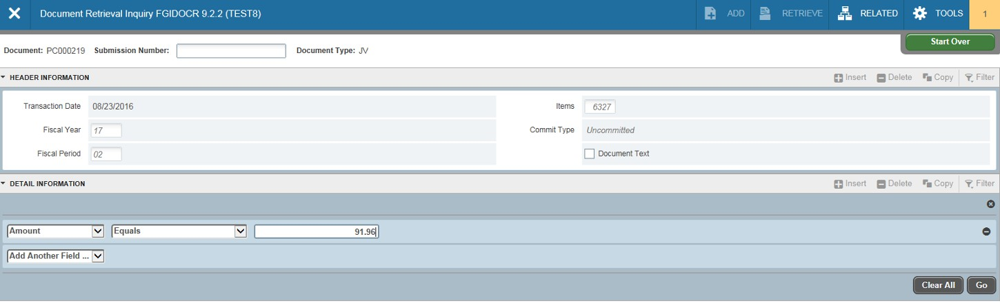 Document Retrieval Inquiry FGIDOCR 9.2.2 (TEST8) ADD RETRIEVE RELATED TOOLS 1
Start Over
Document: PC000219 Submission Number: Document Type: JV
HEADER INFORMATION Insert Delete Copy Filter
Transaction Date 08/23/2016 Items 6327
Fiscal Year 17 Commit Type Uncommitted
Fiscal Period 02 Document Text
DETAIL INFORMATION Insert Delete Copy Filter
Amount Equals 91.96
Add Another Field ...
Clear All Go